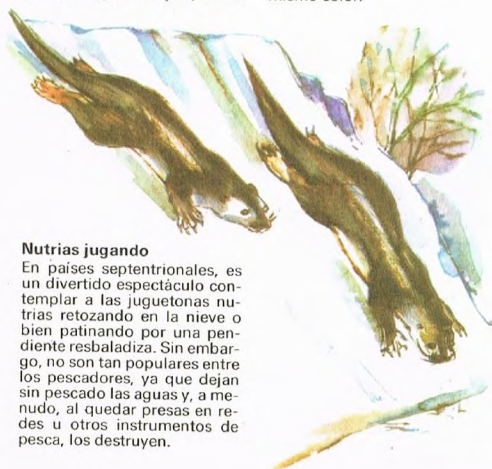 Nutrias jugando
En países septentrionales, es
un divertido espectáculo con-
templar a las juguetonas nu-
trias retozando en la nieve o
bien patinando por una pen-
diente resbaladiza. Sin embar-
go, no son tan populares entre
los pescadores, ya que dejan
sin pescado las aguas y, a me-
nudo, al quedar presas en re-
des u otros instrumentos de
pesca, los destruyen.